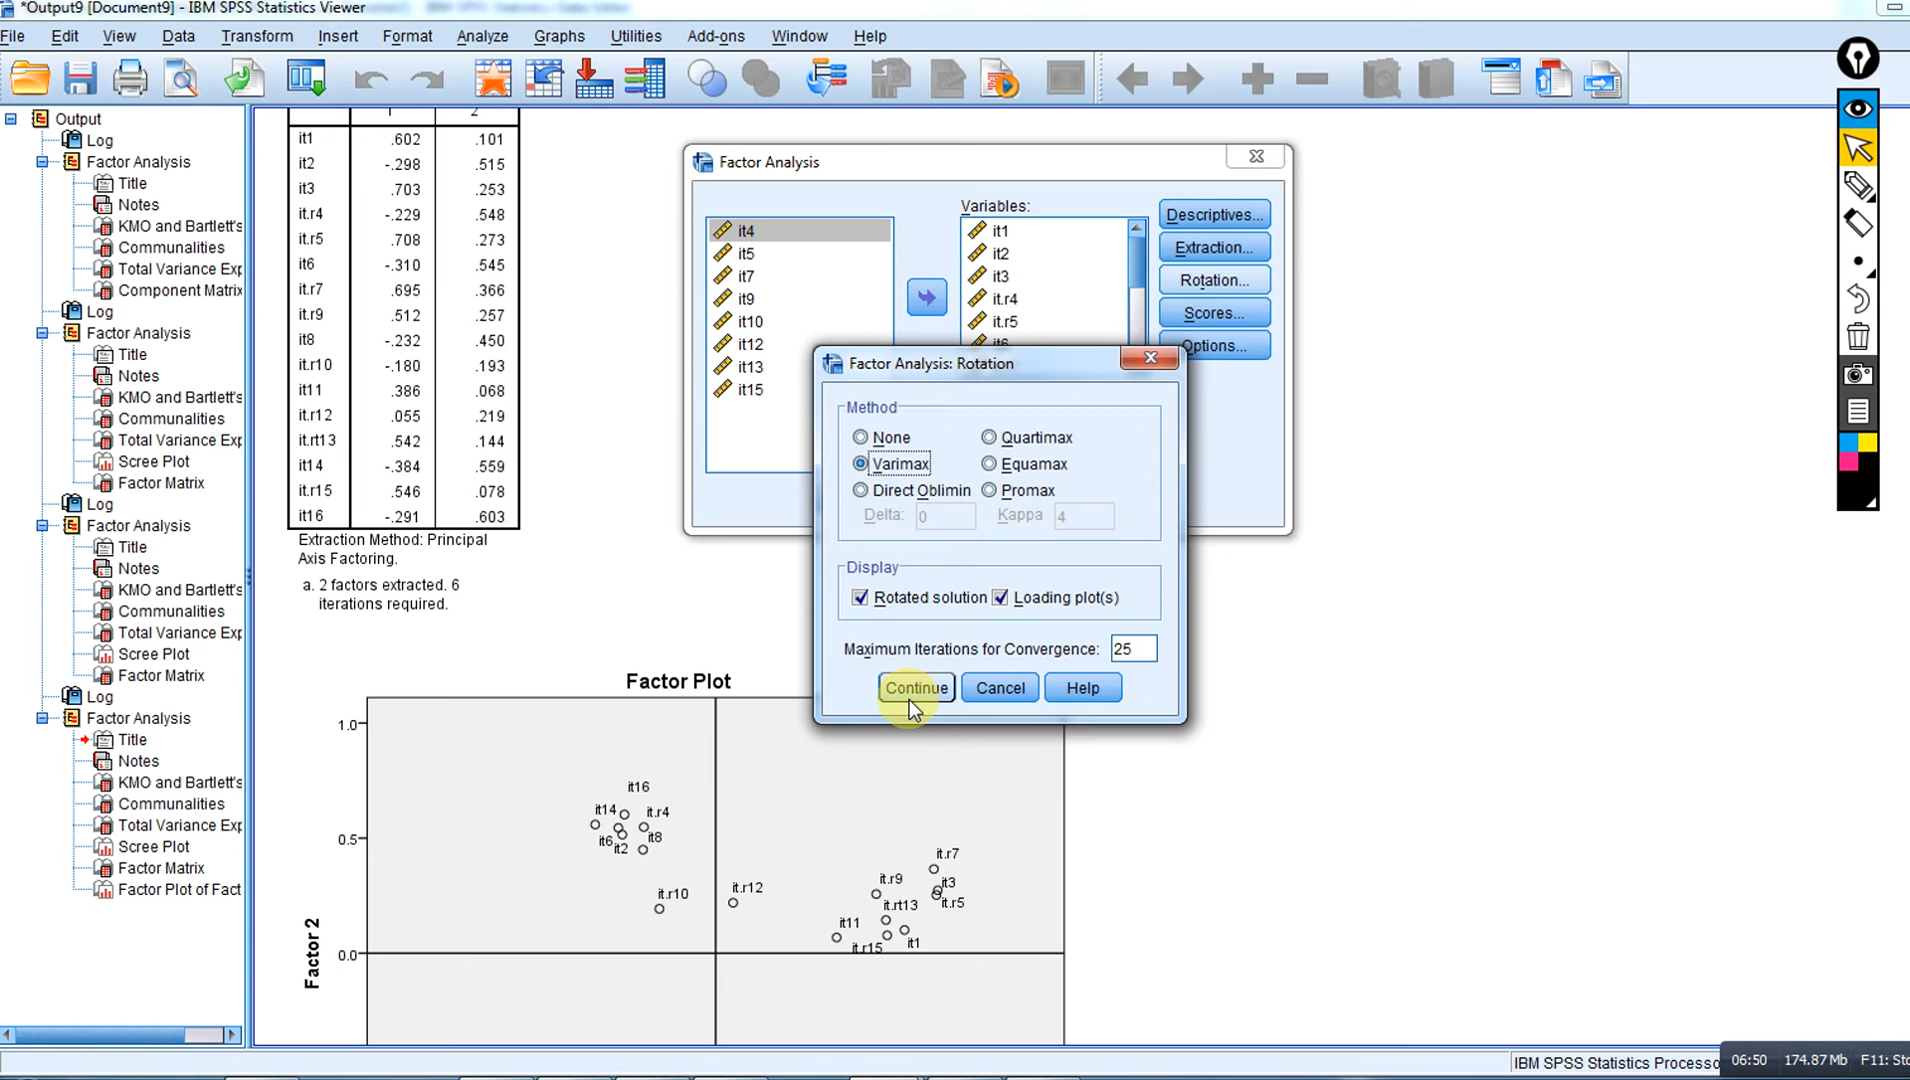 *Output9 [Document9] - IBM SPSS Statistics Viewer
File Edit View Data Transform Insert Format Analyze Graphs Utilities Add-ons Window Help
Output
Log
Factor Analysis
Title
Notes
KMO and Bartlett's
Communalities
Total Variance Exp
Component Matrix
Log
Factor Analysis
Title
Notes
KMO and Bartlett's
Communalities
Total Variance Exp
Scree Plot
Factor Matrix
Log
Factor Analysis
Title
Notes
KMO and Bartlett's
Communalities
Total Variance Exp
Scree Plot
Factor Matrix
Log
Factor Analysis
Title
Notes
KMO and Bartlett's
Communalities
Total Variance Exp
Scree Plot
Factor Matrix
Factor Plot of Fact
1 2
it1 .602 .101
it2 -.298 .515
it3 .703 .253
it.r4 -.229 .548
it.r5 .708 .273
it6 -.310 .545
it.r7 .695 .366
it.r9 .512 .257
it8 -.232 .450
it.r10 -.180 .193
it11 .386 .068
it.r12 .055 .219
it.rt13 .542 .144
it14 -.384 .559
it.r15 .546 .078
it16 -.291 .603
Extraction Method: Principal
Axis Factoring.
a. 2 factors extracted. 6
iterations required.
Factor Plot
1.0
0.5
0.0
Factor 2
it16
it14
it.r4
it6
it2
it8
it.r10
it.r12
it.r7
it.r9
it3
it.r5
it.rt13
it11
it.r15
it1
Factor Analysis
Variables:
it4
it5
it7
it9
it10
it12
it13
it15
it1
it2
it3
it.r4
it.r5
it6
Descriptives...
Extraction...
Rotation...
Scores...
Options...
Factor Analysis: Rotation
Method
None Quartimax
Varimax Equamax
Direct Oblimin Promax
Delta: 0 Kappa 4
Display
Rotated solution Loading plot(s)
Maximum Iterations for Convergence: 25
Continue Cancel Help
IBM SPSS Statistics Processo
06:50 174.87 Mb F11: Sto